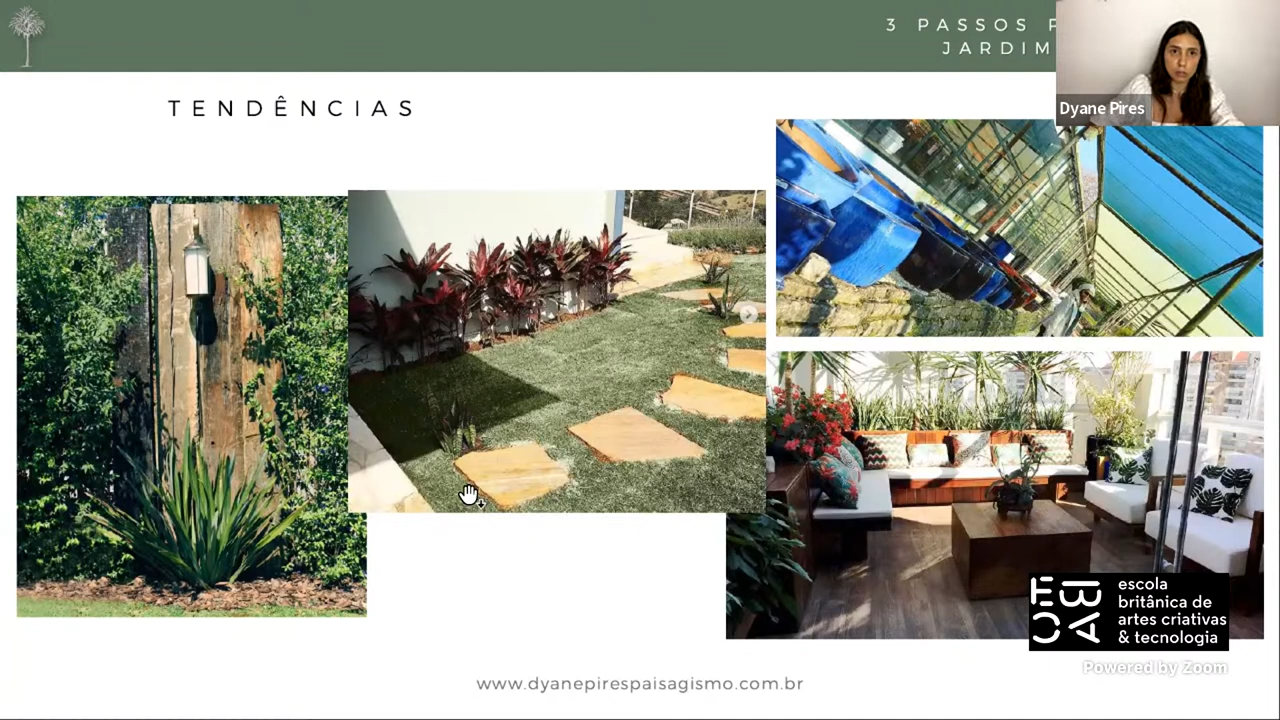 3 PASSOS
JARDIM
Dyane Pires
TENDÊNCIAS
EBAC
escola
britânica de
artes criativas
& tecnologia
Powered by Zoom
www.dyanepirespaisagismo.com.br